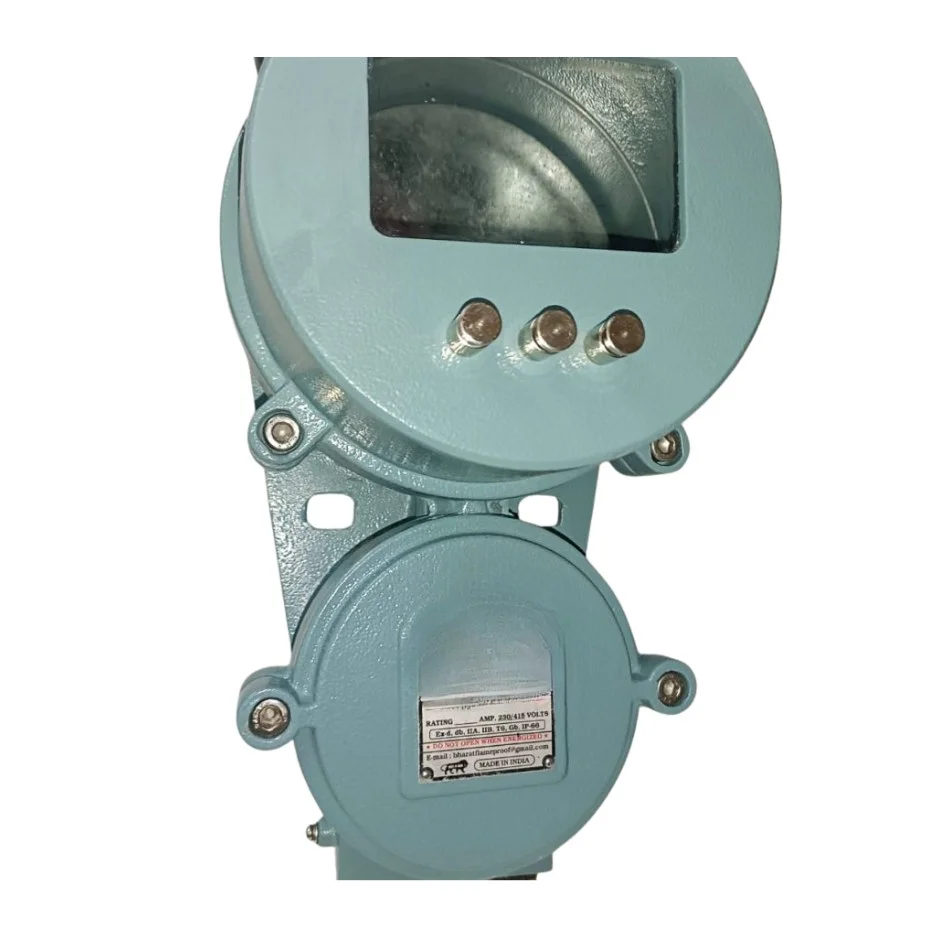 RATING ______ AMP. 230/415 VOLTS
Ex-d, db, IIA, IIB, T6, Gb, IP-66
* DO NOT OPEN WHEN ENERGIZED *
E-mail : bharatflameproof@gmail.com
MADE IN INDIA